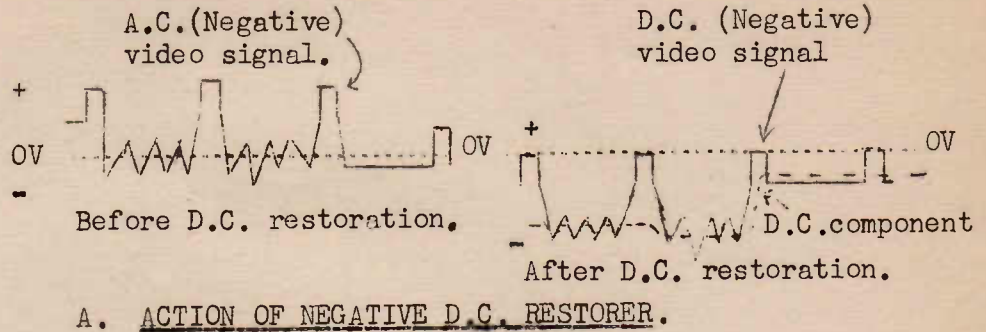 A.C.(Negative)
video signal.
+
OV
-
OV
Before D.C. restoration.
D.C. (Negative)
video signal
+
OV
-
D.C.component
After D.C. restoration.
A. ACTION OF NEGATIVE D.C. RESTORER.